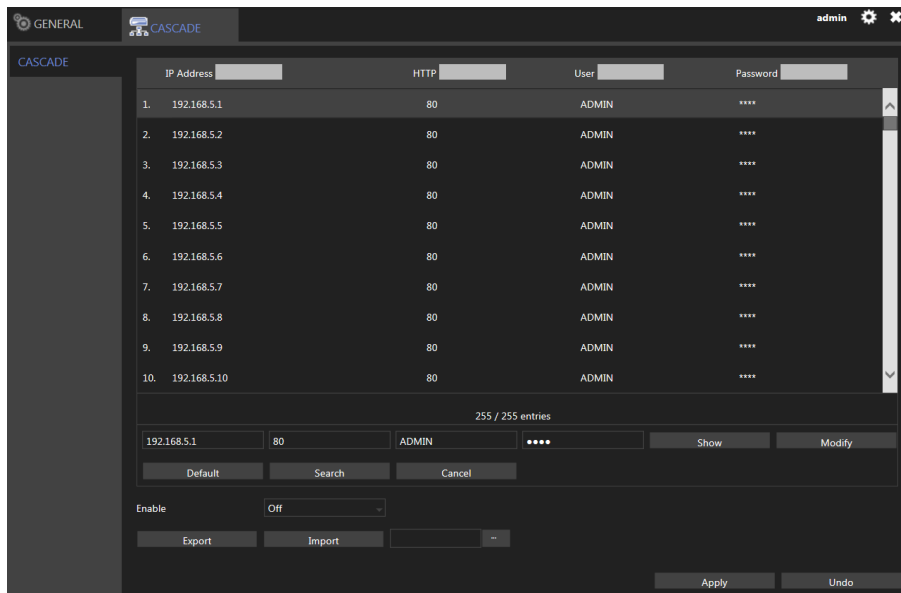 GENERAL CASCADE admin
CASCADE
IP Address HTTP User Password
1. 192.168.5.1 80 ADMIN ****
2. 192.168.5.2 80 ADMIN ****
3. 192.168.5.3 80 ADMIN ****
4. 192.168.5.4 80 ADMIN ****
5. 192.168.5.5 80 ADMIN ****
6. 192.168.5.6 80 ADMIN ****
7. 192.168.5.7 80 ADMIN ****
8. 192.168.5.8 80 ADMIN ****
9. 192.168.5.9 80 ADMIN ****
10. 192.168.5.10 80 ADMIN ****
255 / 255 entries
192.168.5.1 80 ADMIN •••• Show Modify
Default Search Cancel
Enable Off
Export Import ...
Apply Undo